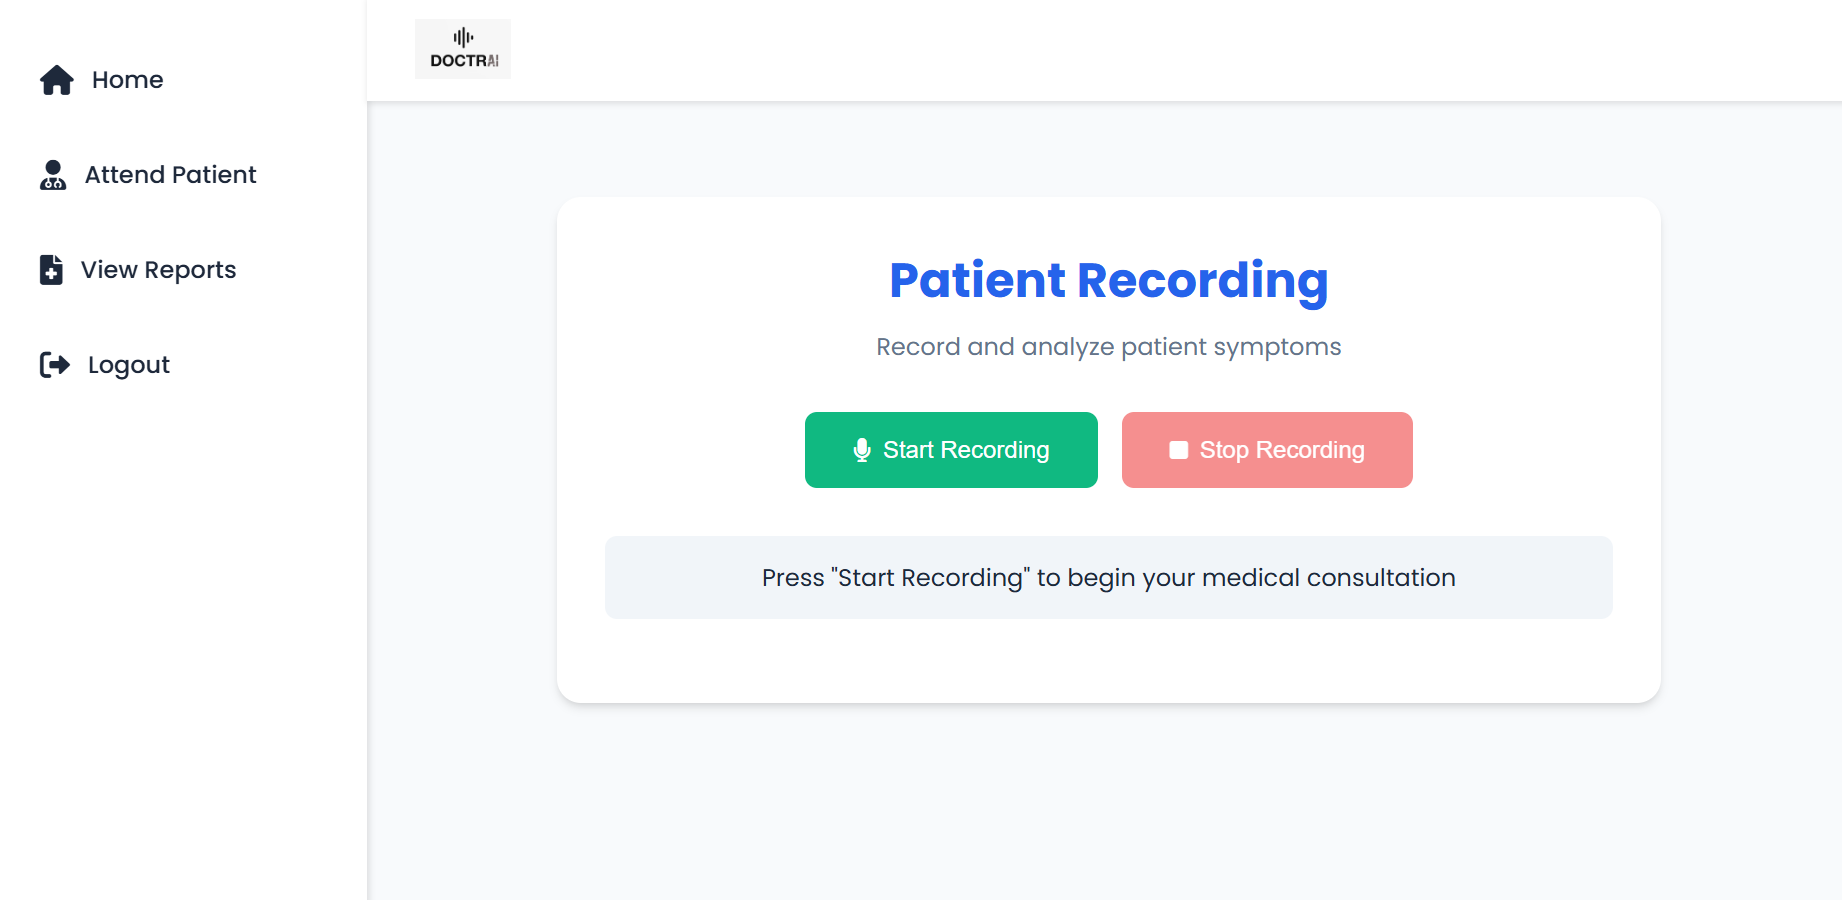 Home
Attend Patient
View Reports
Logout
DOCTRAI
Patient Recording
Record and analyze patient symptoms
Start Recording
Stop Recording
Press "Start Recording" to begin your medical consultation